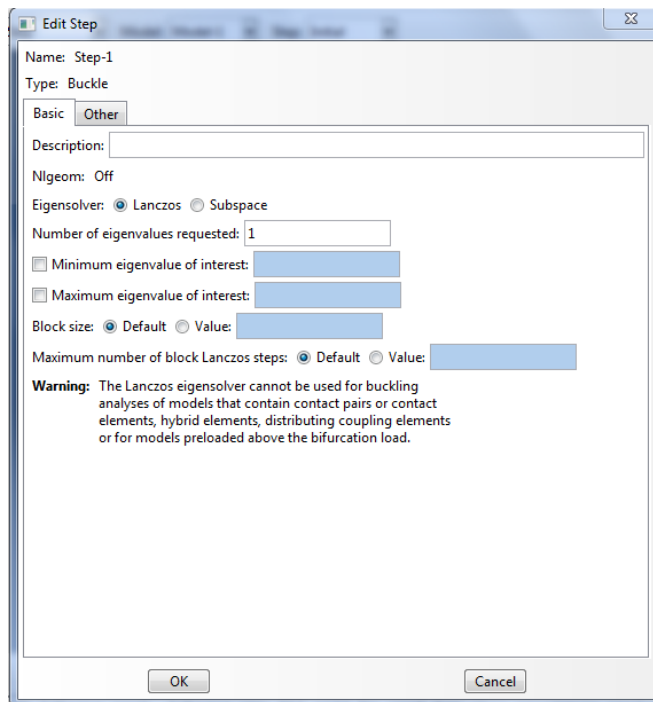 Edit Step
Name: Step-1
Type: Buckle
Basic Other
Description:
Nlgeom: Off
Eigensolver: Lanczos Subspace
Number of eigenvalues requested: 1
Minimum eigenvalue of interest:
Maximum eigenvalue of interest:
Block size: Default Value:
Maximum number of block Lanczos steps: Default Value:
Warning: The Lanczos eigensolver cannot be used for buckling
analyses of models that contain contact pairs or contact
elements, hybrid elements, distributing coupling elements
or for models preloaded above the bifurcation load.
OK Cancel